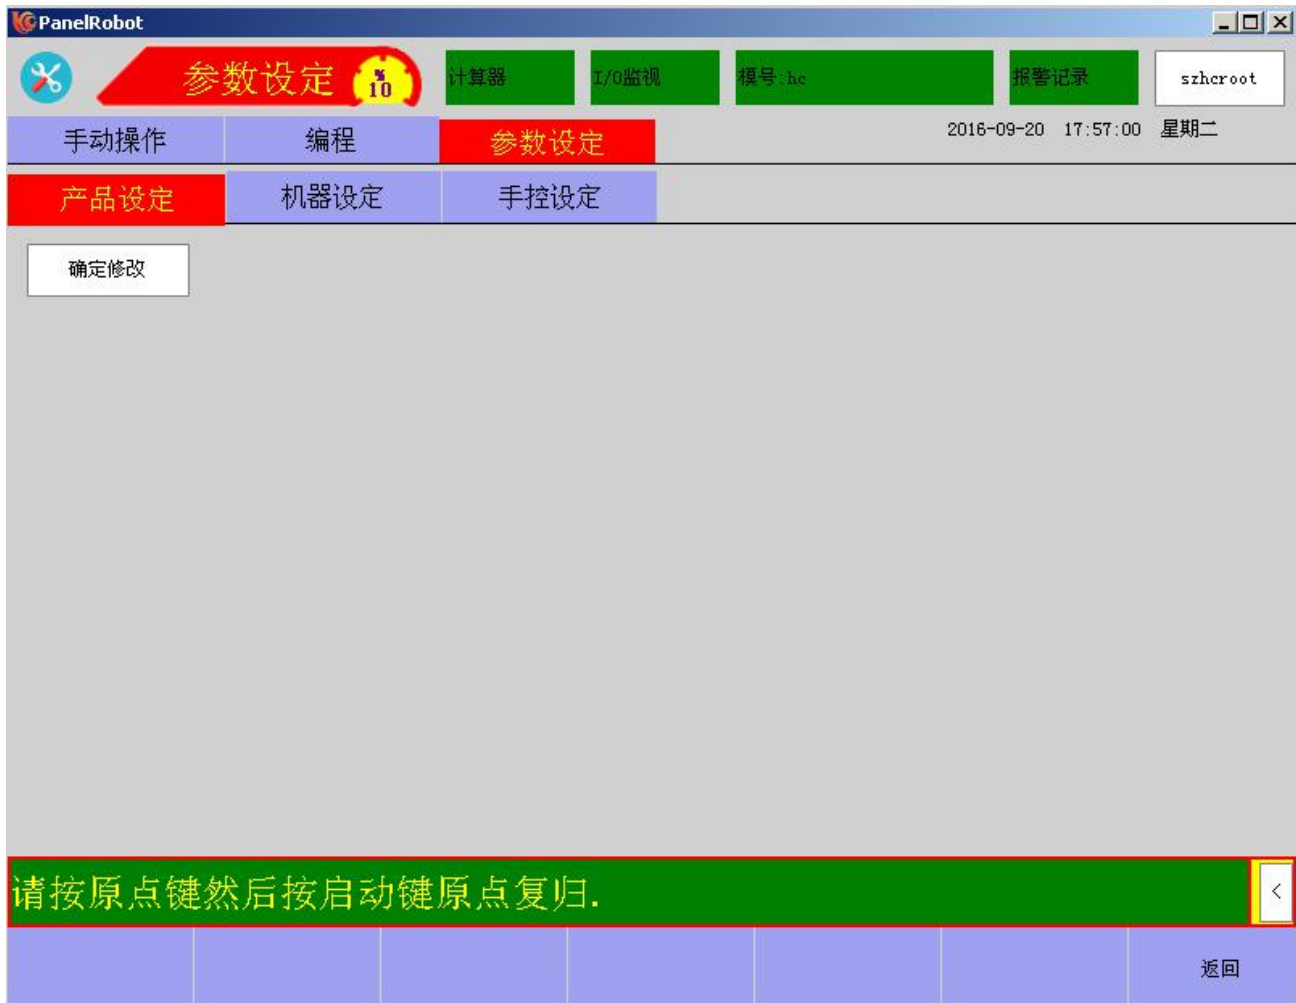 PanelRobot
参数设定 % 10 计算器 I/O监视 模号:hc 报警记录 szhcroot
手动操作 编程 参数设定 2016-09-20 17:57:00 星期二
产品设定 机器设定 手控设定
确定修改
请按原点键然后按启动键原点复归. <
返回